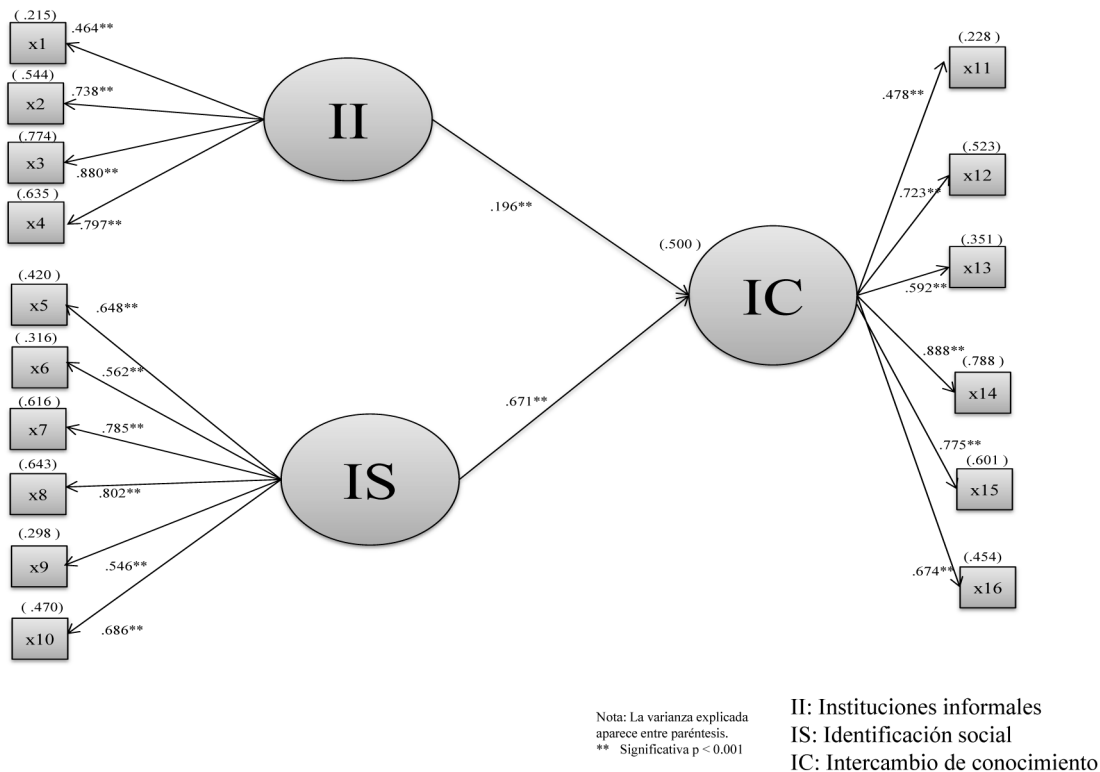 (.215)
x1
.464**
( .544)
x2
.738**
(.774)
x3
.880**
(.635)
x4
.797**
II
.196**
(.420 )
x5
.648**
( .316)
x6
.562**
(.616)
x7
.785**
(.643)
x8
.802**
(.298 )
x9
.546**
( .470)
x10
.686**
IS
.671**
(.500 )
IC
(.228 )
x11
.478**
(.523)
x12
.723**
(.351)
x13
.592**
(.788)
x14
.888**
(.601 )
x15
.775**
(.454)
x16
.674**
Nota: La varianza explicada
aparece entre paréntesis.
** Significativa p < 0.001
II: Instituciones informales
IS: Identificación social
IC: Intercambio de conocimiento